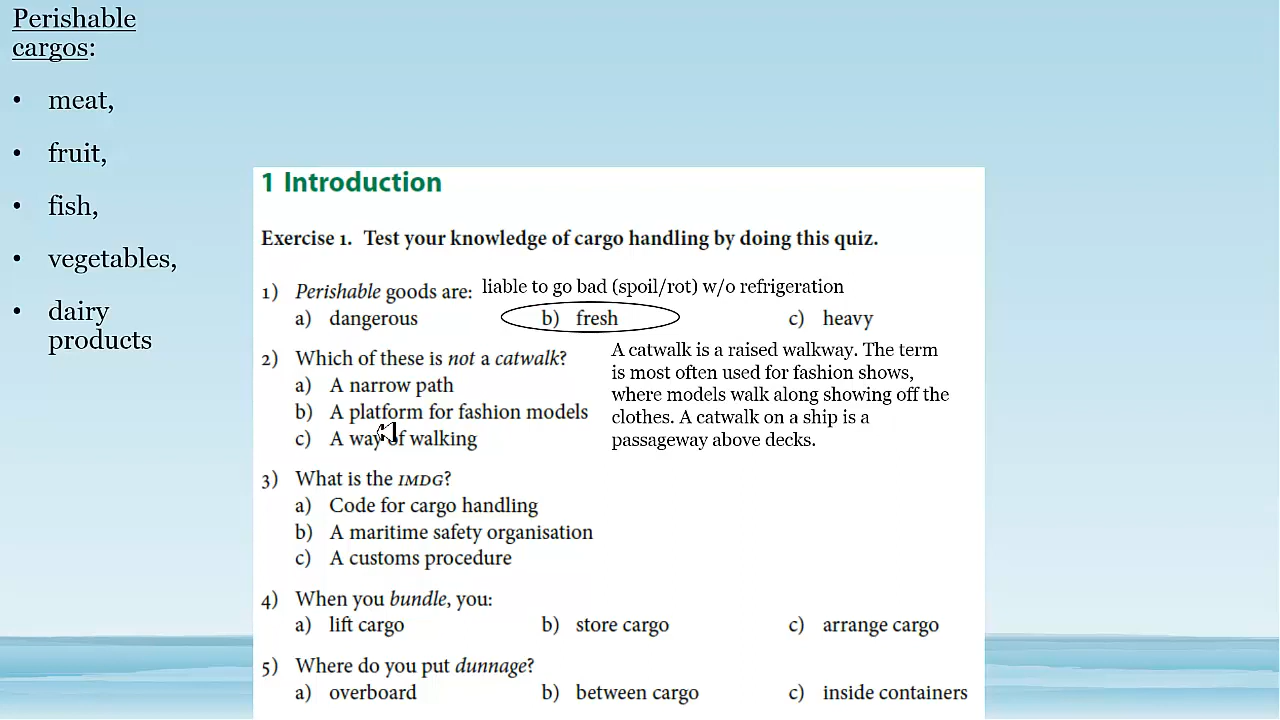 Perishable
cargos:
• meat,
• fruit,
• fish,
• vegetables,
• dairy
products
1 Introduction
Exercise 1. Test your knowledge of cargo handling by doing this quiz.
1) Perishable goods are: liable to go bad (spoil/rot) w/o refrigeration
a) dangerous b) fresh c) heavy
2) Which of these is not a catwalk?
a) A narrow path
b) A platform for fashion models
c) A way of walking
A catwalk is a raised walkway. The term
is most often used for fashion shows,
where models walk along showing off the
clothes. A catwalk on a ship is a
passageway above decks.
3) What is the IMDG?
a) Code for cargo handling
b) A maritime safety organisation
c) A customs procedure
4) When you bundle, you:
a) lift cargo b) store cargo c) arrange cargo
5) Where do you put dunnage?
a) overboard b) between cargo c) inside containers